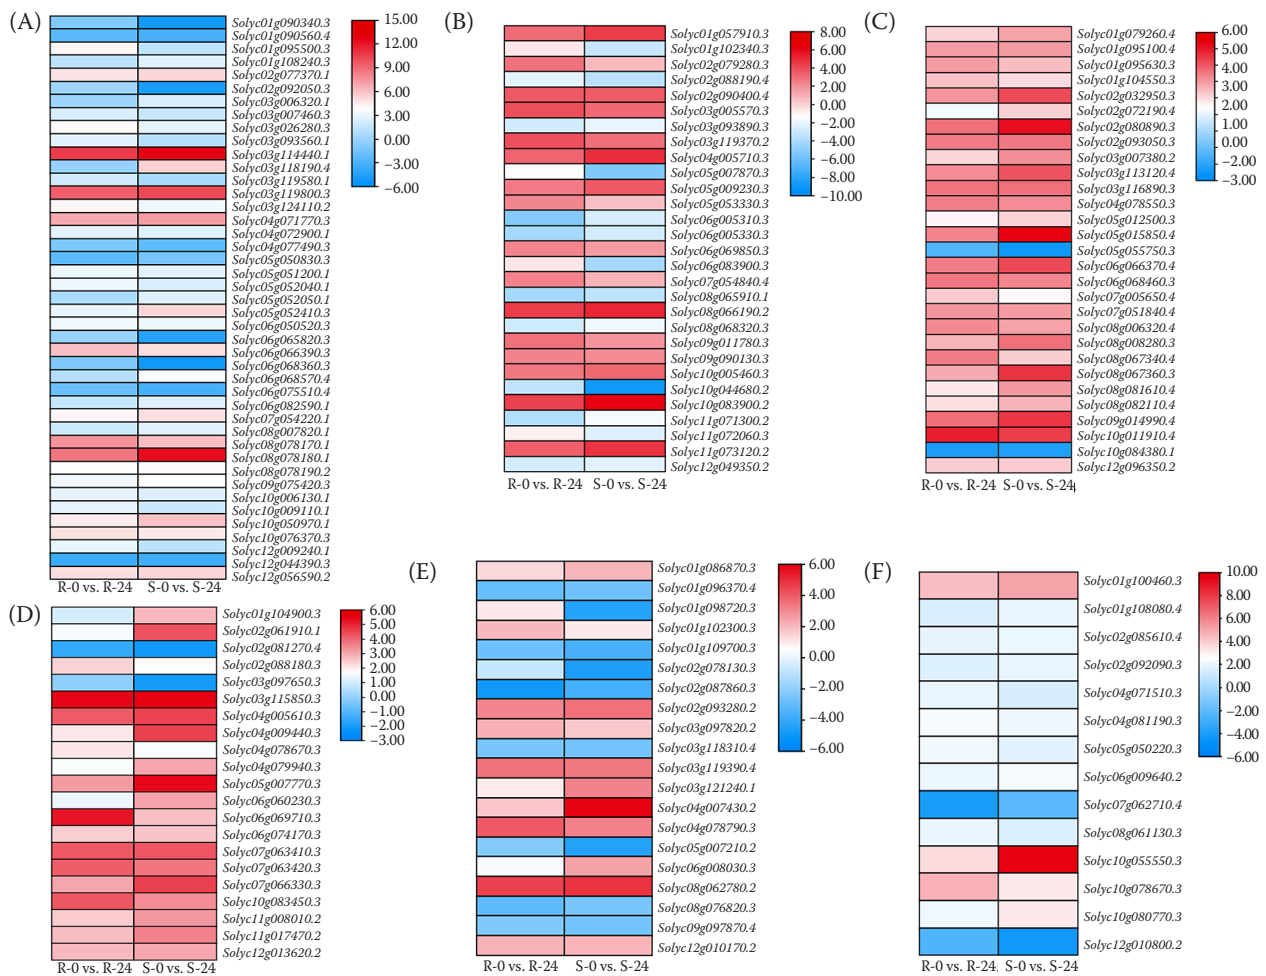 (A)
Solyc01g090340.3
Solyc01g090560.4
Solyc01g095500.3
Solyc01g108240.3
Solyc02g077370.1
Solyc02g092050.3
Solyc03g006320.1
Solyc03g007460.3
Solyc03g026280.3
Solyc03g093560.1
Solyc03g114440.1
Solyc03g118190.4
Solyc03g119580.1
Solyc03g119800.3
Solyc03g124110.2
Solyc04g071770.3
Solyc04g072900.1
Solyc04g077490.3
Solyc05g050830.3
Solyc05g051200.1
Solyc05g052040.1
Solyc05g052050.1
Solyc05g052410.3
Solyc06g050520.3
Solyc06g065820.3
Solyc06g066390.3
Solyc06g068360.3
Solyc06g068570.4
Solyc06g075510.4
Solyc06g082590.1
Solyc07g054220.1
Solyc08g007820.1
Solyc08g078170.1
Solyc08g078180.1
Solyc08g078190.2
Solyc09g075420.3
Solyc10g006130.1
Solyc10g009110.1
Solyc10g050970.1
Solyc10g076370.3
Solyc12g009240.1
Solyc12g044390.3
Solyc12g056590.2
R-0 vs. R-24 S-0 vs. S-24
15.00
12.00
9.00
6.00
3.00
0.00
−3.00
−6.00
(B)
Solyc01g057910.3
Solyc01g102340.3
Solyc02g079280.3
Solyc02g088190.4
Solyc02g090400.4
Solyc03g005570.3
Solyc03g093890.3
Solyc03g119370.2
Solyc04g005710.3
Solyc05g007870.3
Solyc05g009230.3
Solyc05g053330.3
Solyc06g005310.3
Solyc06g005330.3
Solyc06g069850.3
Solyc06g083900.3
Solyc07g054840.4
Solyc08g065910.1
Solyc08g066190.2
Solyc08g068320.3
Solyc09g011780.3
Solyc09g090130.3
Solyc10g005460.3
Solyc10g044680.2
Solyc10g083900.2
Solyc11g071300.2
Solyc11g072060.3
Solyc11g073120.2
Solyc12g049350.2
R-0 vs. R-24 S-0 vs. S-24
8.00
6.00
4.00
2.00
0.00
−2.00
−4.00
−6.00
−8.00
−10.00
(C)
Solyc01g079260.4
Solyc01g095100.4
Solyc01g095630.3
Solyc01g104550.3
Solyc02g032950.3
Solyc02g072190.4
Solyc02g080890.3
Solyc02g093050.3
Solyc03g007380.2
Solyc03g113120.4
Solyc03g116890.3
Solyc04g078550.3
Solyc05g012500.3
Solyc05g015850.4
Solyc05g055750.3
Solyc06g066370.4
Solyc06g068460.3
Solyc07g005650.4
Solyc07g051840.4
Solyc08g006320.4
Solyc08g008280.3
Solyc08g067340.4
Solyc08g067360.3
Solyc08g081610.4
Solyc08g082110.4
Solyc09g014990.4
Solyc10g011910.4
Solyc10g084380.1
Solyc12g096350.2
R-0 vs. R-24 S-0 vs. S-24
6.00
5.00
4.00
3.00
2.00
1.00
0.00
−2.00
−3.00
(D)
Solyc01g104900.3
Solyc02g061910.1
Solyc02g081270.4
Solyc02g088180.3
Solyc03g097650.3
Solyc03g115850.3
Solyc04g005610.3
Solyc04g009440.3
Solyc04g078670.3
Solyc04g079940.3
Solyc05g007770.3
Solyc06g060230.3
Solyc06g069710.3
Solyc06g074170.3
Solyc07g063410.3
Solyc07g063420.3
Solyc07g066330.3
Solyc10g083450.3
Solyc11g008010.2
Solyc11g017470.2
Solyc12g013620.2
R-0 vs. R-24 S-0 vs. S-24
6.00
5.00
4.00
3.00
2.00
1.00
0.00
−1.00
−2.00
−3.00
(E)
Solyc01g086870.3
Solyc01g096370.4
Solyc01g098720.3
Solyc01g102300.3
Solyc01g109700.3
Solyc02g078130.3
Solyc02g087860.3
Solyc02g093280.2
Solyc03g097820.1
Solyc03g118310.4
Solyc03g119390.4
Solyc03g121240.1
Solyc04g007430.2
Solyc04g078790.3
Solyc05g007210.2
Solyc06g008030.3
Solyc08g062780.2
Solyc08g076820.3
Solyc09g097870.4
Solyc12g010170.2
R-0 vs. R-24 S-0 vs. S-24
6.00
4.00
2.00
0.00
−2.00
−4.00
−6.00
(F)
Solyc01g100460.3
Solyc01g108080.4
Solyc02g085610.4
Solyc02g092090.3
Solyc04g071510.3
Solyc04g081190.3
Solyc05g050220.3
Solyc06g009640.2
Solyc07g062710.4
Solyc08g061130.3
Solyc10g055550.3
Solyc10g078670.3
Solyc10g080770.3
Solyc12g010800.2
R-0 vs. R-24 S-0 vs. S-24
10.00
8.00
6.00
4.00
2.00
0.00
−2.00
−4.00
−6.00